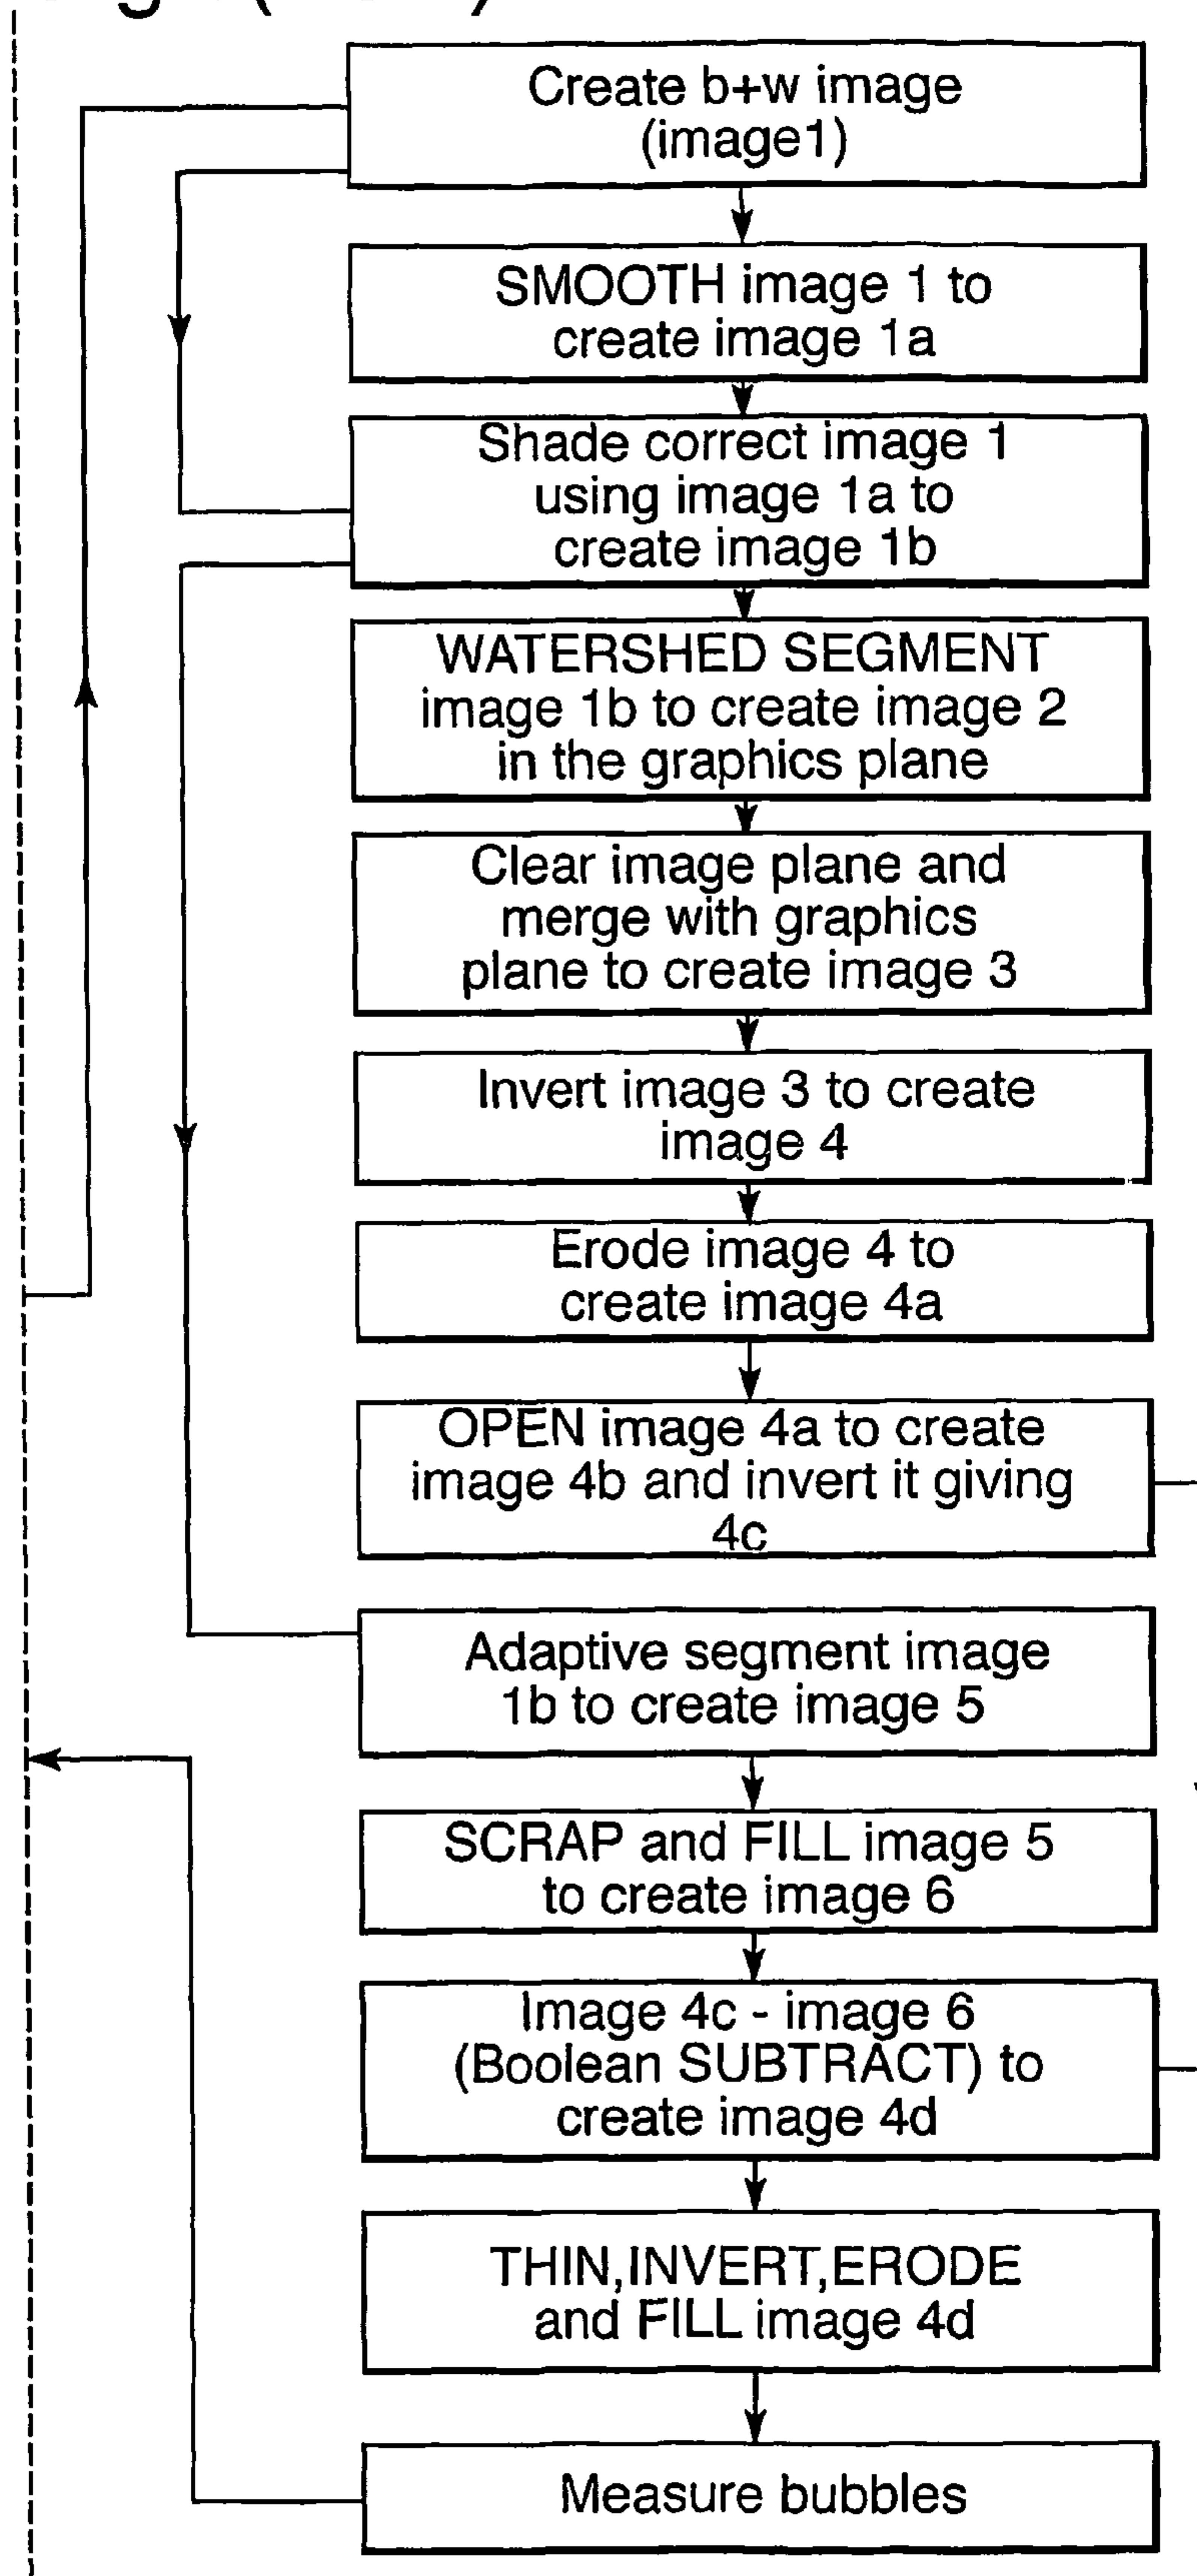 Create b+w image
(image1)
SMOOTH image 1 to
create image 1a
Shade correct image 1
using image 1a to
create image 1b
WATERSHED SEGMENT
image 1b to create image 2
in the graphics plane
Clear image plane and
merge with graphics
plane to create image 3
Invert image 3 to create
image 4
Erode image 4 to
create image 4a
OPEN image 4a to create
image 4b and invert it giving
4c
Adaptive segment image
1b to create image 5
SCRAP and FILL image 5
to create image 6
Image 4c - image 6
(Boolean SUBTRACT) to
create image 4d
THIN,INVERT,ERODE
and FILL image 4d
Measure bubbles